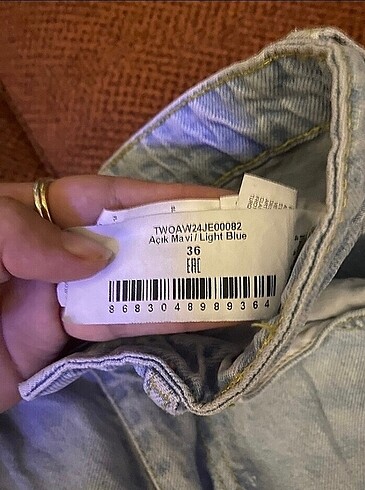 TWOAW24JE00082
Açık Mavi / Light Blue
36
EAC
8683048989364